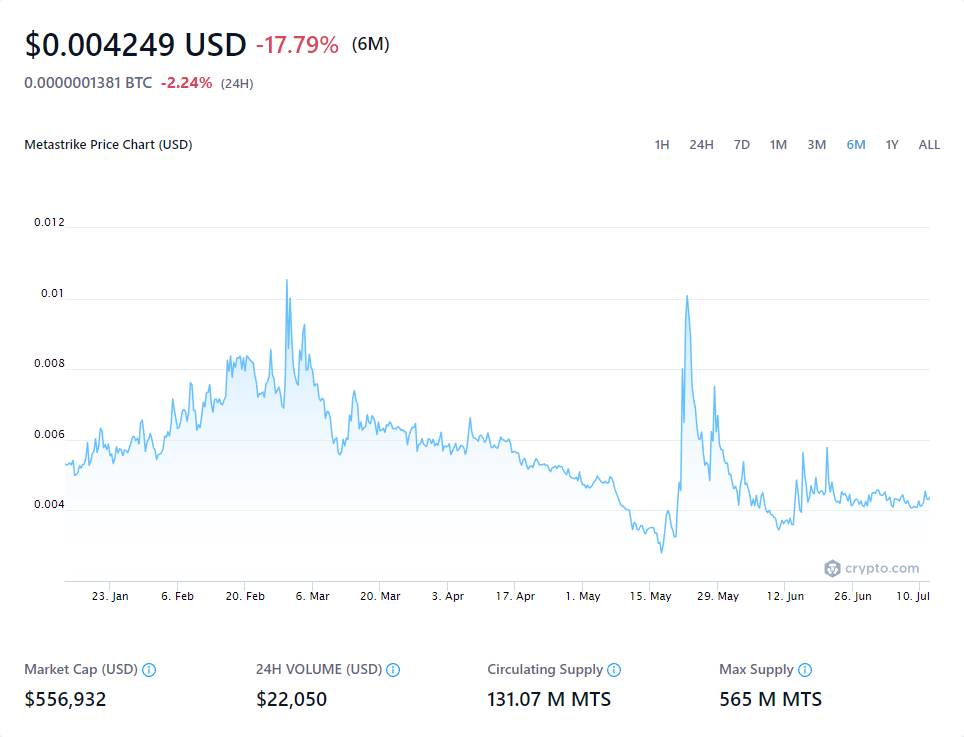 $0.004249 USD -17.79% (6M)
0.0000001381 BTC -2.24% (24H)
Metastrike Price Chart (USD) 1H 24H 7D 1M 3M 6M 1Y ALL
0.012
0.01
0.008
0.006
0.004
crypto.com
23. Jan 6. Feb 20. Feb 6. Mar 20. Mar 3. Apr 17. Apr 1. May 15. May 29. May 12. Jun 26. Jun 10. Jul
Market Cap (USD) 24H VOLUME (USD) Circulating Supply Max Supply
$556,932 $22,050 131.07 M MTS 565 M MTS